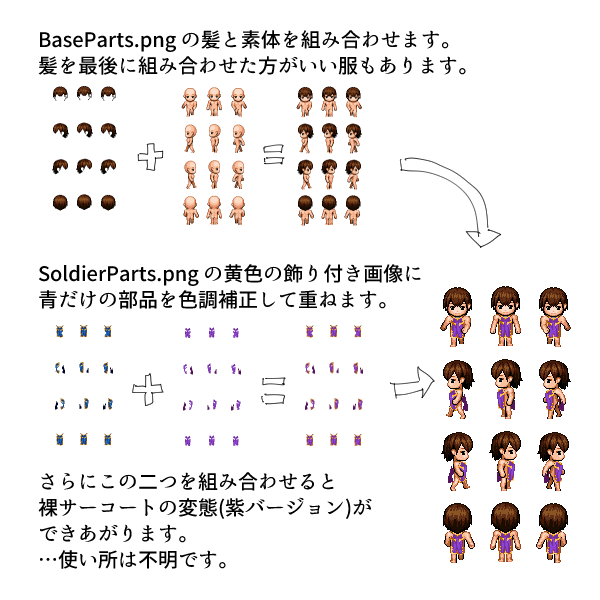 BaseParts.png の髪と素体を組み合わせます。
髪を最後に組み合わせた方がいい服もあります。
SoldierParts.png の黄色の飾り付き画像に
青だけの部品を色調補正して重ねます。
さらにこの二つを組み合わせると
裸サーコートの変態(紫バージョン)が
できあがります。
…使い所は不明です。